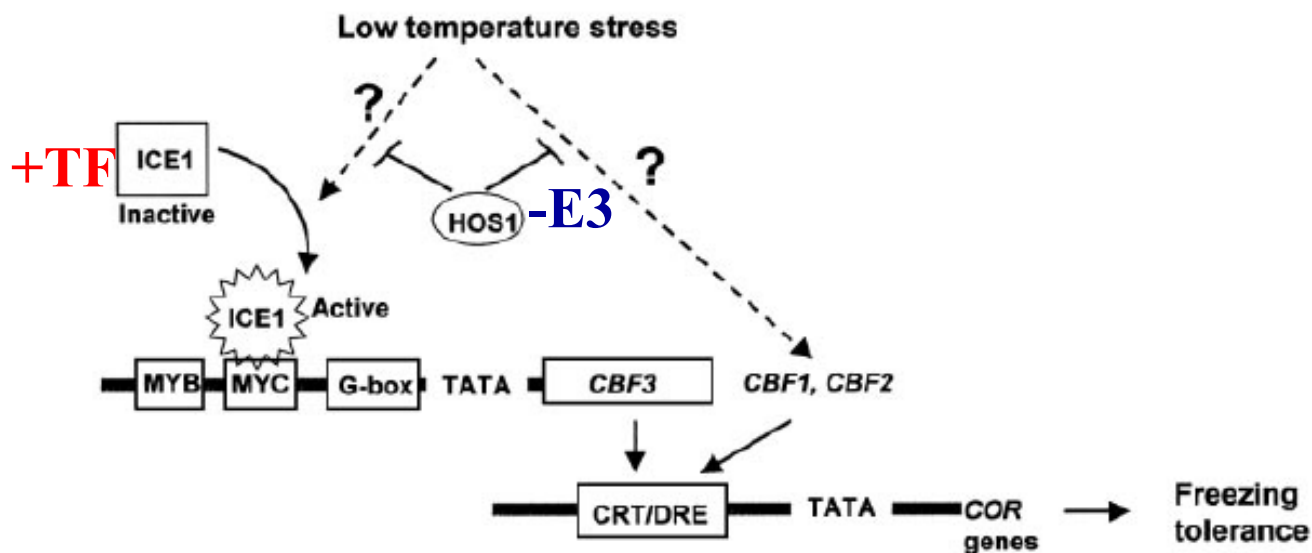 Low temperature stress
?
+TF
ICE1
Inactive
?
HOS1
-E3
ICE1
Active
MYB
MYC
G-box
TATA
CBF3
CBF1, CBF2
CRT/DRE
TATA
COR
genes
Freezing
tolerance